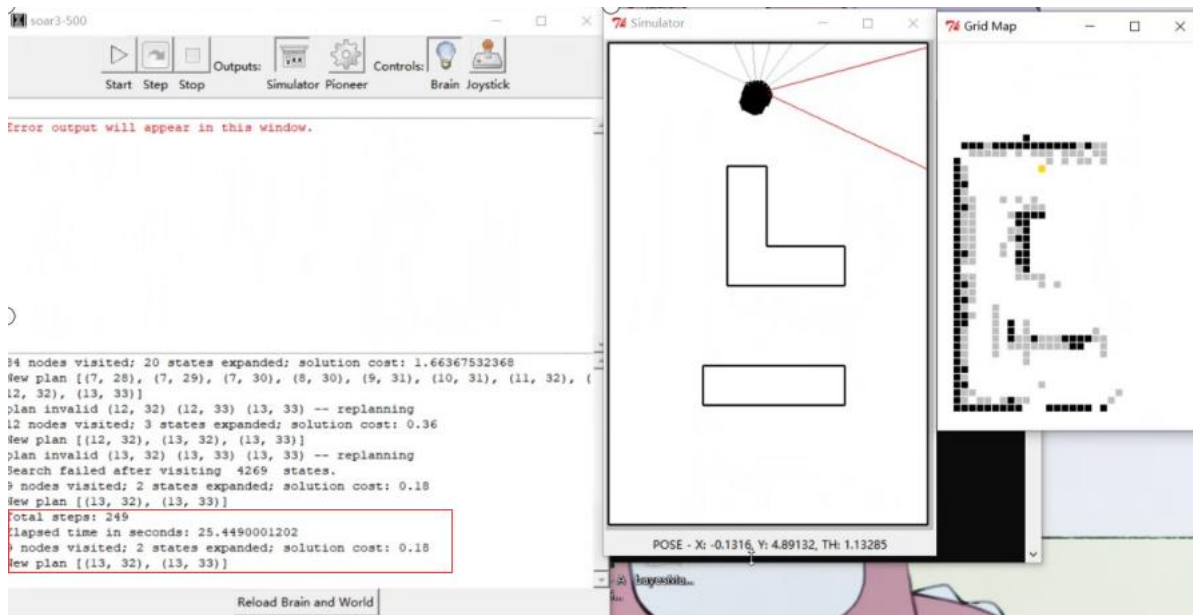 soar3-500
Start Step Stop Outputs: Simulator Pioneer Controls: Brain Joystick
Error output will appear in this window.
34 nodes visited; 20 states expanded; solution cost: 1.66367532368
New plan [(7, 28), (7, 29), (7, 30), (8, 30), (9, 31), (10, 31), (11, 32), (
12, 32), (13, 33)]
plan invalid (12, 32) (12, 33) (13, 33) -- replanning
12 nodes visited; 3 states expanded; solution cost: 0.36
New plan [(12, 32), (13, 32), (13, 33)]
plan invalid (13, 32) (13, 33) (13, 33) -- replanning
Search failed after visiting 4269 states.
9 nodes visited; 2 states expanded; solution cost: 0.18
New plan [(13, 32), (13, 33)]
Total steps: 249
Elapsed time in seconds: 25.4490001202
9 nodes visited; 2 states expanded; solution cost: 0.18
New plan [(13, 32), (13, 33)]
Reload Brain and World
Simulator
POSE - X: -0.1316, Y: 4.89132, TH: 1.13285
Grid Map